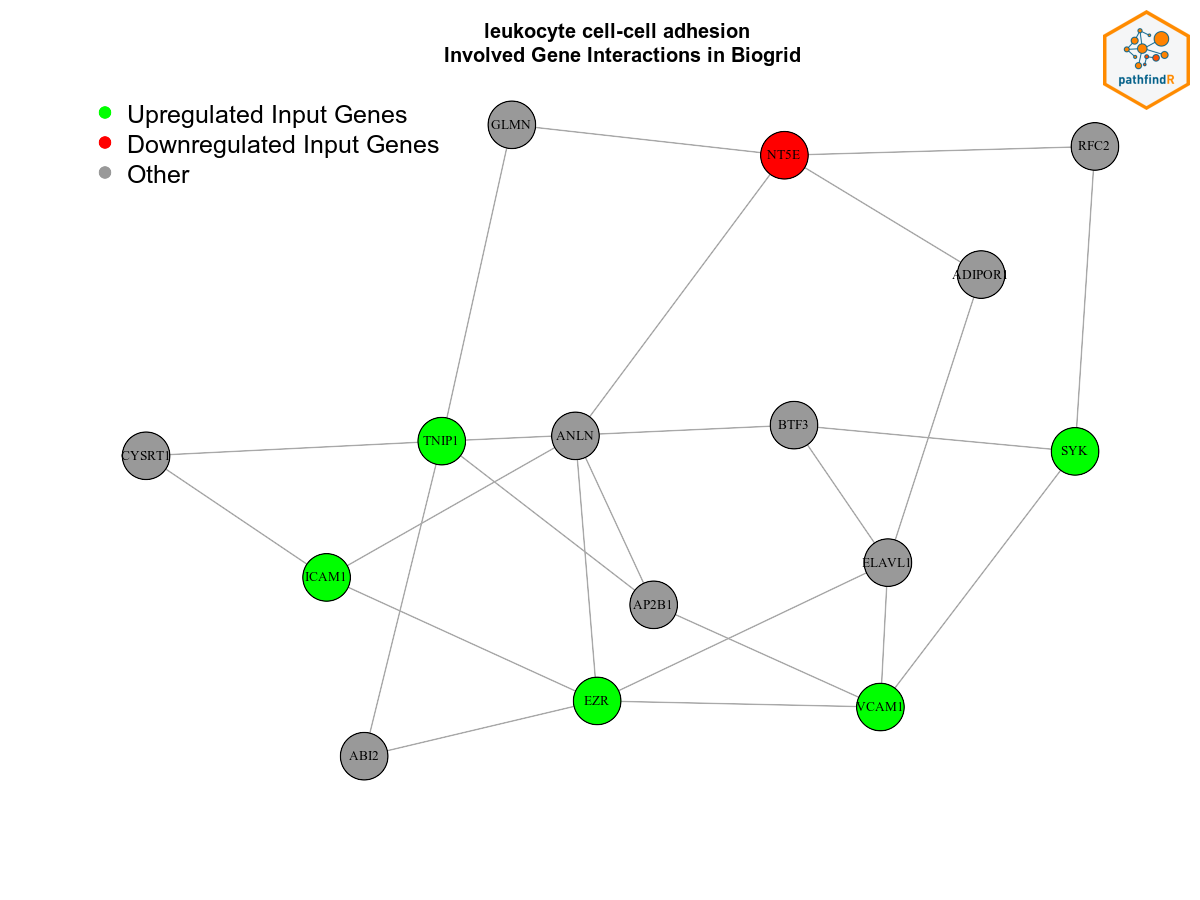 leukocyte cell-cell adhesion
Involved Gene Interactions in Biogrid
pathfindR
Upregulated Input Genes
Downregulated Input Genes
Other
GLMN
NT5E
RFC2
ADIPOR1
CYSRT1
TNIP1
ANLN
BTF3
SYK
ICAM1
AP2B1
ELAVL1
EZR
VCAM1
ABI2